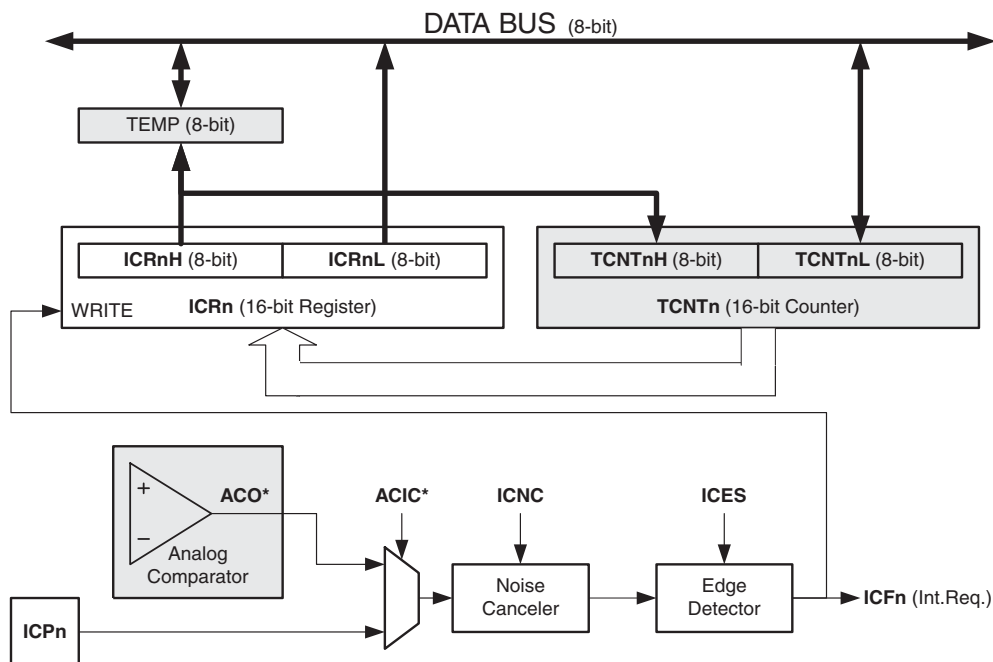 DATA BUS (8-bit)
TEMP (8-bit)
ICRnH (8-bit)
ICRnL (8-bit)
TCNTnH (8-bit)
TCNTnL (8-bit)
WRITE
ICRn (16-bit Register)
TCNTn (16-bit Counter)
+
−
ACO*
Analog
Comparator
ACIC*
ICNC
ICES
Noise
Canceler
Edge
Detector
ICFn (Int.Req.)
ICPn